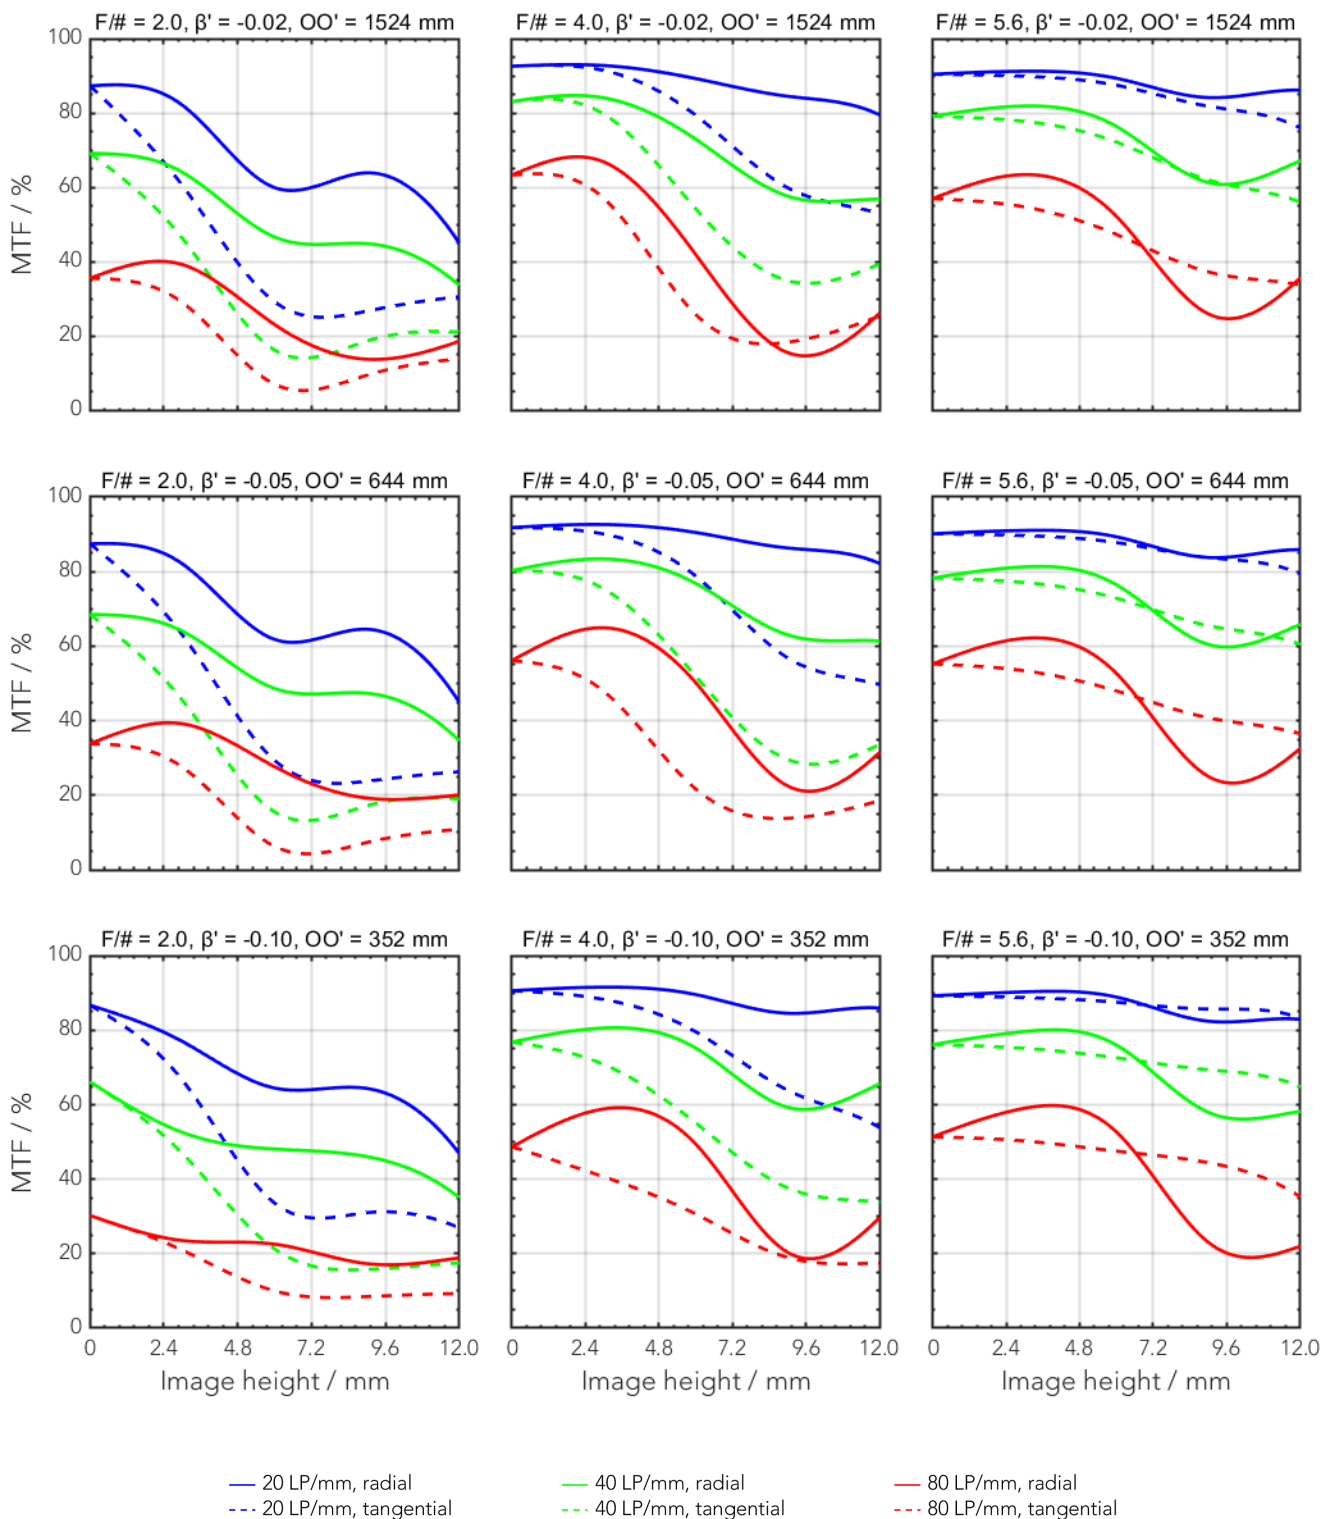 F/# = 2.0, β' = -0.02, OO' = 1524 mm
F/# = 4.0, β' = -0.02, OO' = 1524 mm
F/# = 5.6, β' = -0.02, OO' = 1524 mm
MTF / %
100
80
60
40
20
0
F/# = 2.0, β' = -0.05, OO' = 644 mm
F/# = 4.0, β' = -0.05, OO' = 644 mm
F/# = 5.6, β' = -0.05, OO' = 644 mm
MTF / %
100
80
60
40
20
0
F/# = 2.0, β' = -0.10, OO' = 352 mm
F/# = 4.0, β' = -0.10, OO' = 352 mm
F/# = 5.6, β' = -0.10, OO' = 352 mm
MTF / %
100
80
60
40
20
0
0 2.4 4.8 7.2 9.6 12.0
0 2.4 4.8 7.2 9.6 12.0
0 2.4 4.8 7.2 9.6 12.0
Image height / mm
Image height / mm
Image height / mm
20 LP/mm, radial
20 LP/mm, tangential
40 LP/mm, radial
40 LP/mm, tangential
80 LP/mm, radial
80 LP/mm, tangential